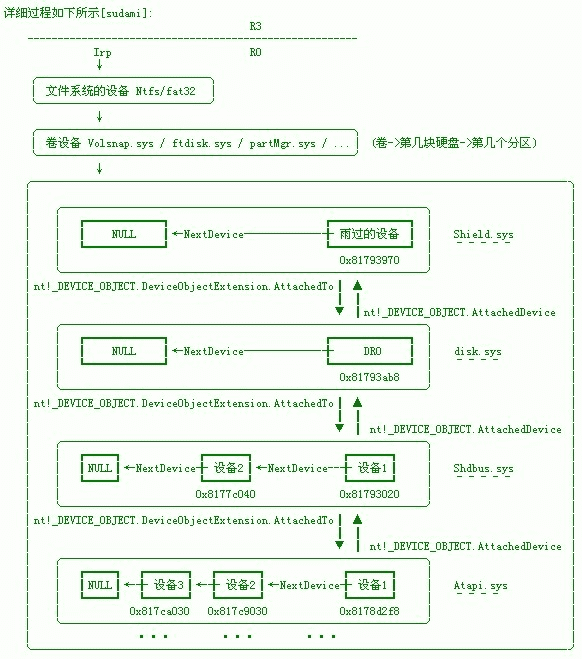 详细过程如下所示[sudami]:
R3
R0
Irp
文件系统的设备 Ntfs/fat32
卷设备 Volsnap.sys / ftdisk.sys / partMgr.sys / ... (卷->第几块硬盘->第几个分区)
NULL ←NextDevice 雨过的设备 Shield.sys
0x81793970
nt!_DEVICE_OBJECT.DeviceObjectExtension.AttachedTo
nt!_DEVICE_OBJECT.AttachedDevice
NULL ←NextDevice DR0 disk.sys
0x81793ab8
nt!_DEVICE_OBJECT.DeviceObjectExtension.AttachedTo
nt!_DEVICE_OBJECT.AttachedDevice
NULL ←NextDevice 设备2 ←NextDevice 设备1 Shdbus.sys
0x8177c040 0x81793020
nt!_DEVICE_OBJECT.DeviceObjectExtension.AttachedTo
nt!_DEVICE_OBJECT.AttachedDevice
NULL 设备3 设备2 ←NextDevice 设备1 Atapi.sys
0x817ca030 0x817c9030 0x8178d2f8
... ... ...